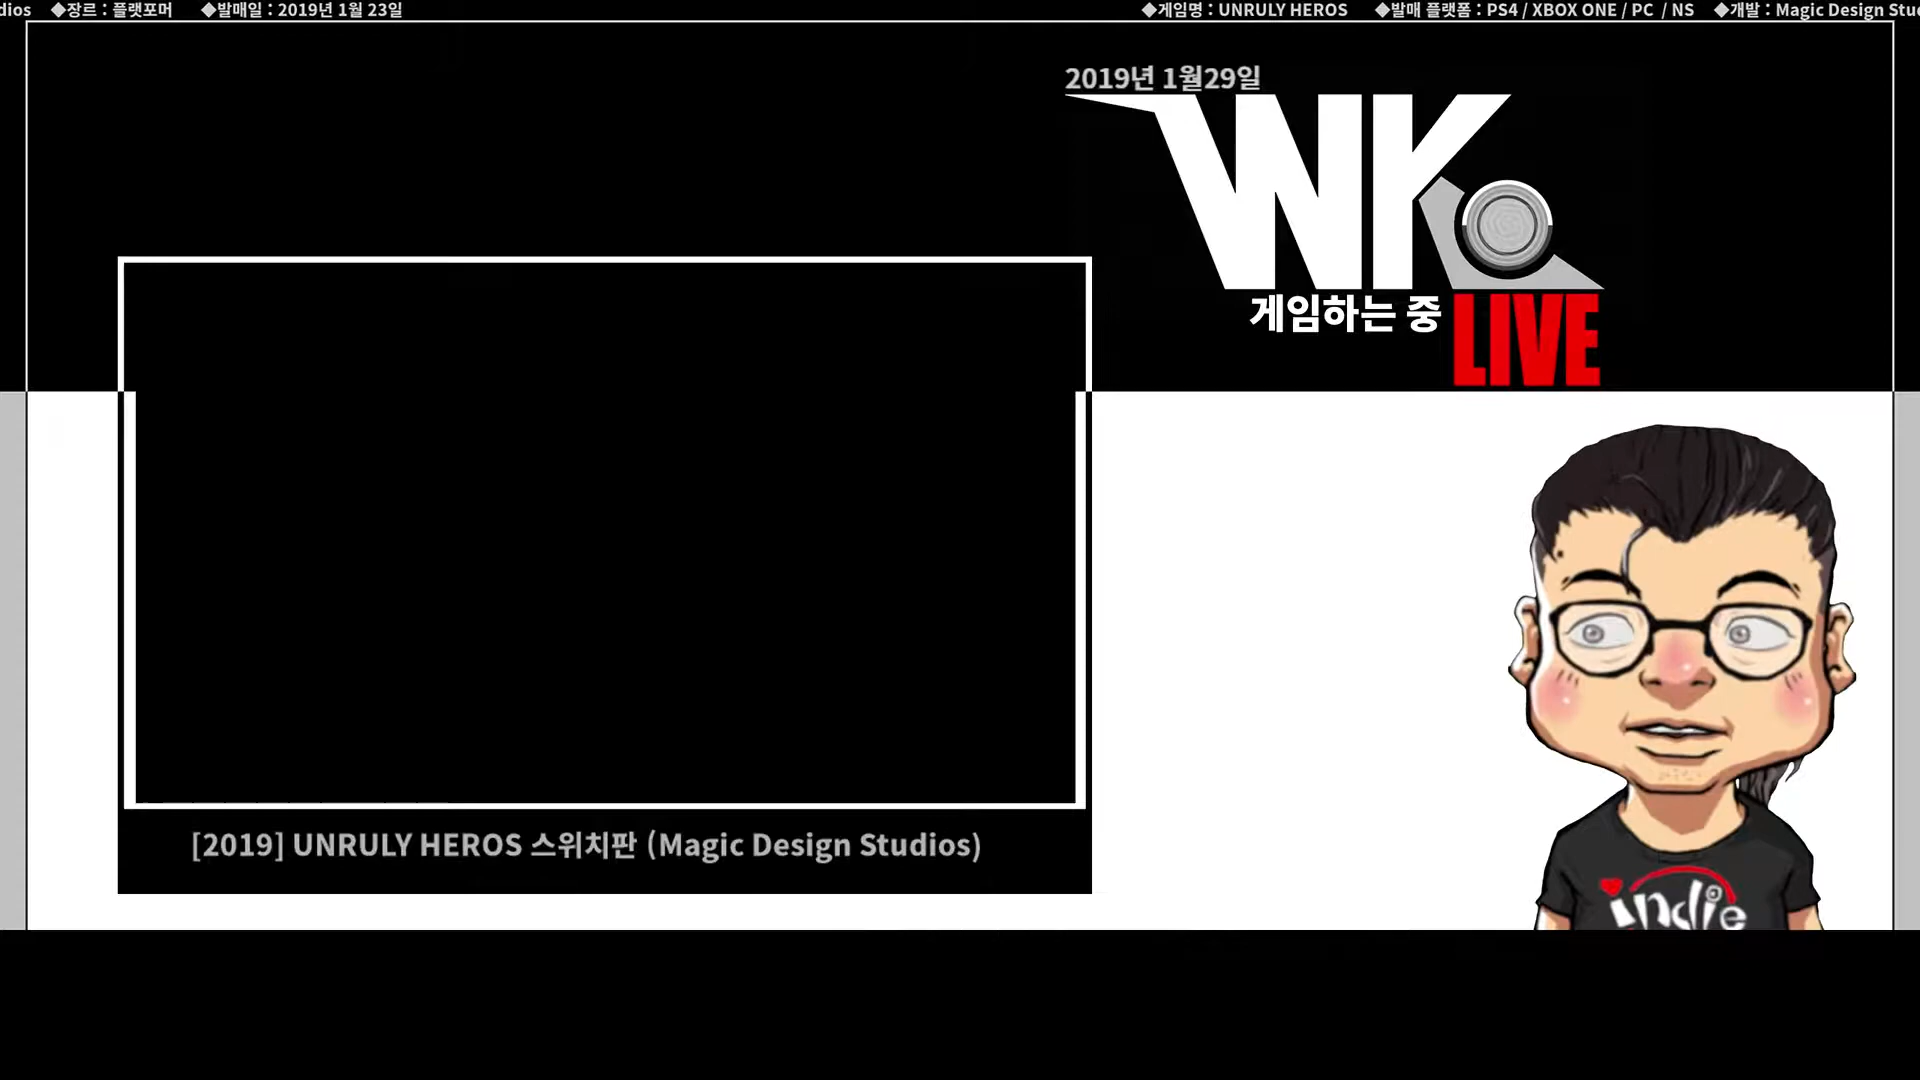 dios ◆장르 : 플랫포머 ◆발매일 : 2019년 1월 23일 ◆게임명 : UNRULY HEROS ◆발매 플랫폼 : PS4 / XBOX ONE / PC / NS ◆개발 : Magic Design Stu
2019년 1월29일
WK
게임하는 중 LIVE
[2019] UNRULY HEROS 스위치판 (Magic Design Studios)
indie